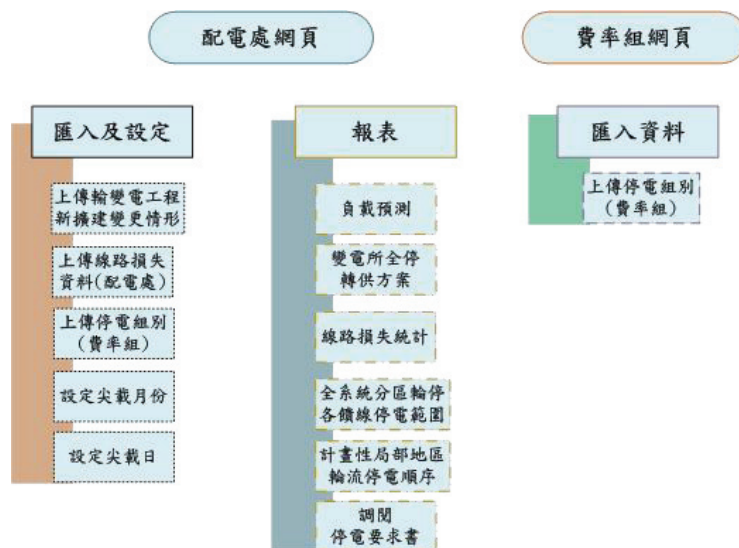 配電處網頁
費率組網頁
匯入及設定
上傳輸變電工程
新擴建變更情形
上傳線路損失
資料(配電處)
上傳停電組別
(費率組)
設定尖載月份
設定尖載日
報表
負載預測
變電所全停
轉供方案
線路損失統計
全系統分區輪停
各饋線停電範圍
計畫性局部地區
輪流停電順序
調閱
停電要求書
匯入資料
上傳停電組別
(費率組)